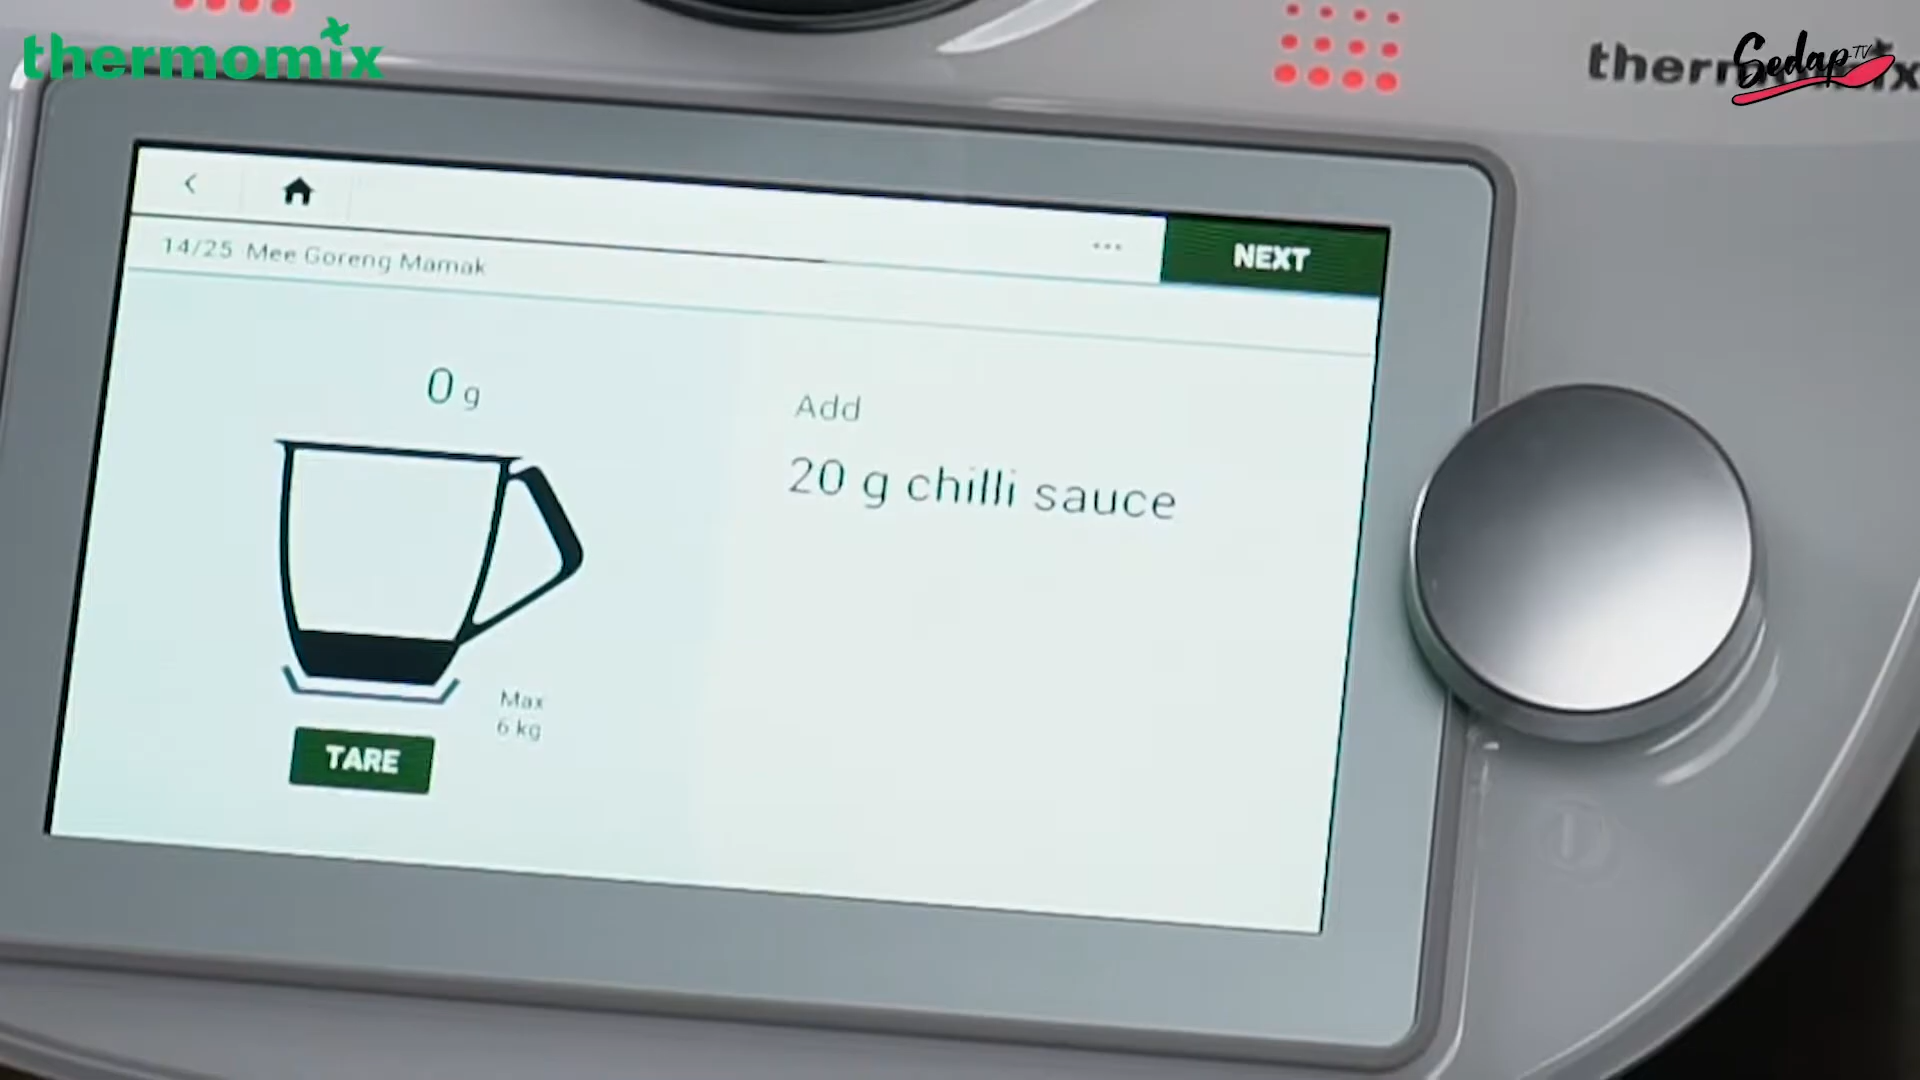 thermomix
Sedap TV
thermomix
NEXT
14/25 Mee Goreng Mamak
0 g
Add
20 g chilli sauce
Max
6 kg
TARE